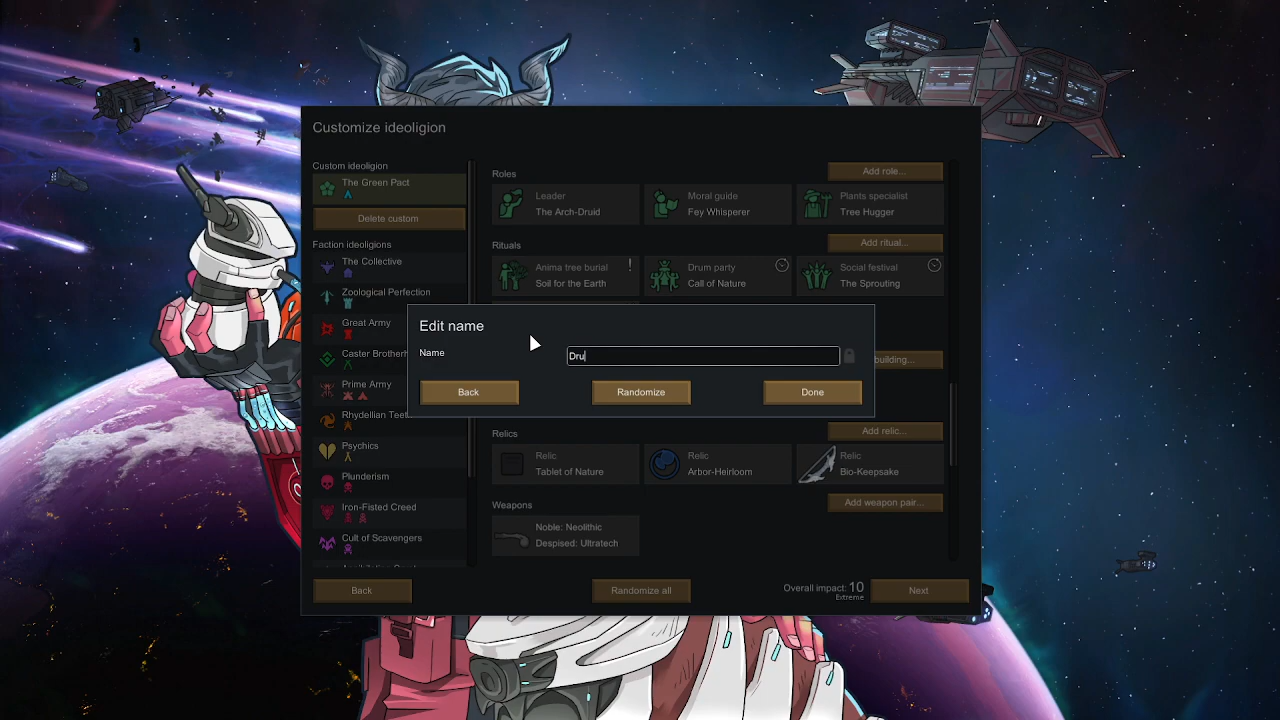 Customize ideoligion
Custom ideoligion
The Green Pact
Delete custom
Faction ideoligions
The Collective
Zoological Perfection
Great Army
Caster Brotherh
Prime Army
Rhydellian Teet
Psychics
Plunderism
Iron-Fisted Creed
Cult of Scavengers
Roles
Add role...
Leader
The Arch-Druid
Moral guide
Fey Whisperer
Plants specialist
Tree Hugger
Rituals
Add ritual...
Anima tree burial
Soil for the Earth
Drum party
Call of Nature
Social festival
The Sprouting
Edit name
Name
Dru
Back
Randomize
Done
building...
Relics
Add relic...
Relic
Tablet of Nature
Relic
Arbor-Heirloom
Relic
Bio-Keepsake
Weapons
Add weapon pair...
Noble: Neolithic
Despised: Ultratech
Back
Randomize all
Overall impact: 10
Extreme
Next